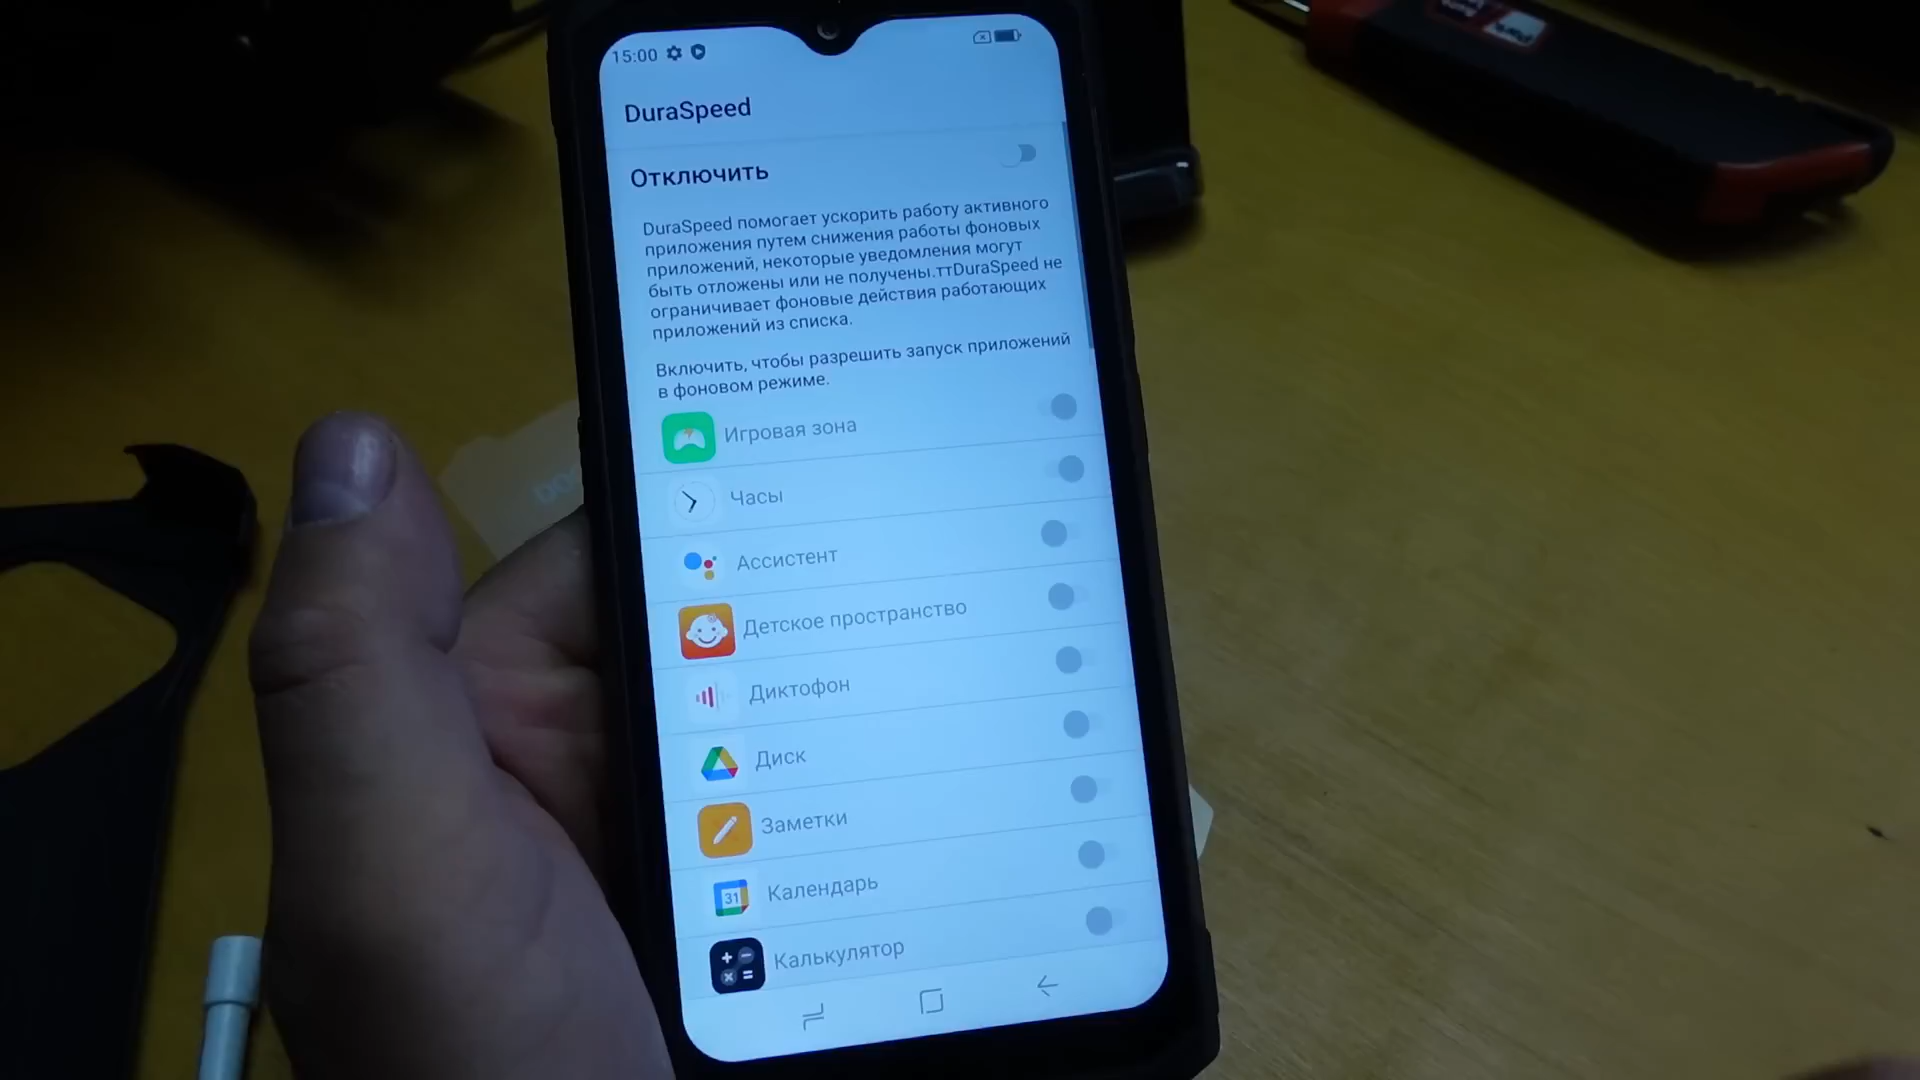 15:00
DuraSpeed
Отключить
DuraSpeed помогает ускорить работу активного
приложения путем снижения работы фоновых
приложений, некоторые уведомления могут
быть отложены или не получены.ттDuraSpeed не
ограничивает фоновые действия работающих
приложений из списка.
Включить, чтобы разрешить запуск приложений
в фоновом режиме.
Игровая зона
Часы
Ассистент
Детское пространство
Диктофон
Диск
Заметки
31
Календарь
Калькулятор